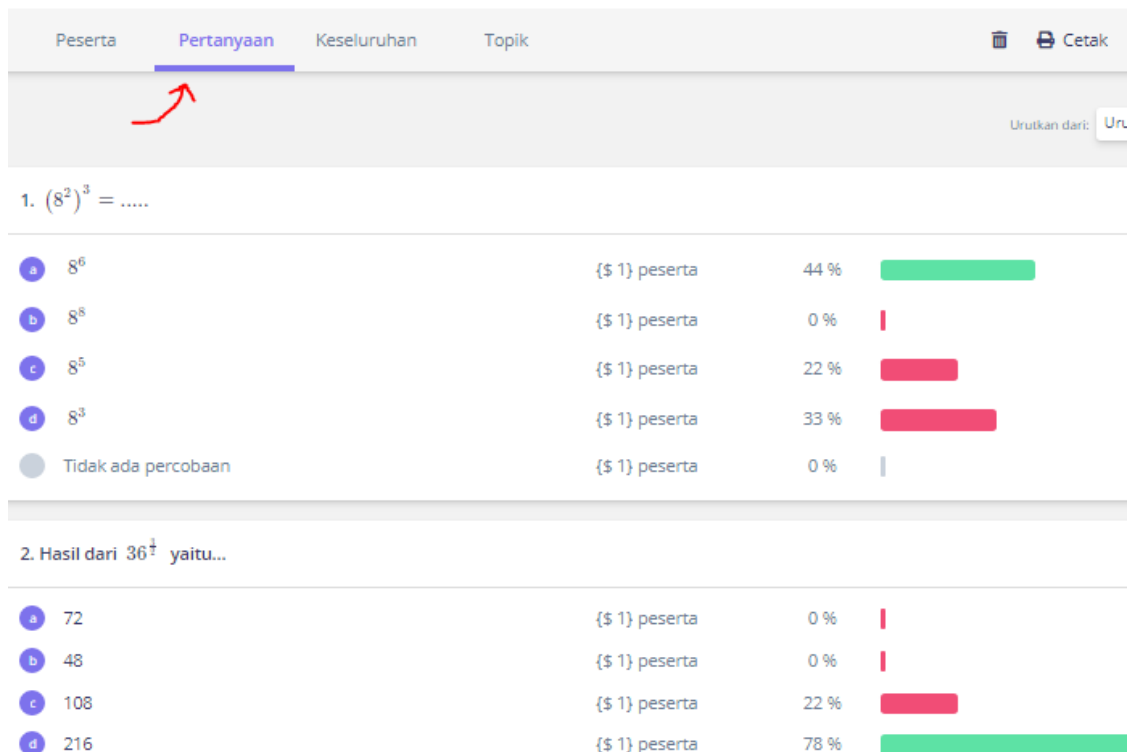 Peserta Pertanyaan Keseluruhan Topik Cetak
Urutkan dari: Uru
1. (8²)³ = .....
a 8⁶ {$ 1} peserta 44 %
b 8⁸ {$ 1} peserta 0 %
c 8⁵ {$ 1} peserta 22 %
d 8³ {$ 1} peserta 33 %
Tidak ada percobaan {$ 1} peserta 0 %
2. Hasil dari 36 yaitu...
a 72 {$ 1} peserta 0 %
b 48 {$ 1} peserta 0 %
c 108 {$ 1} peserta 22 %
d 216 {$ 1} peserta 78 %